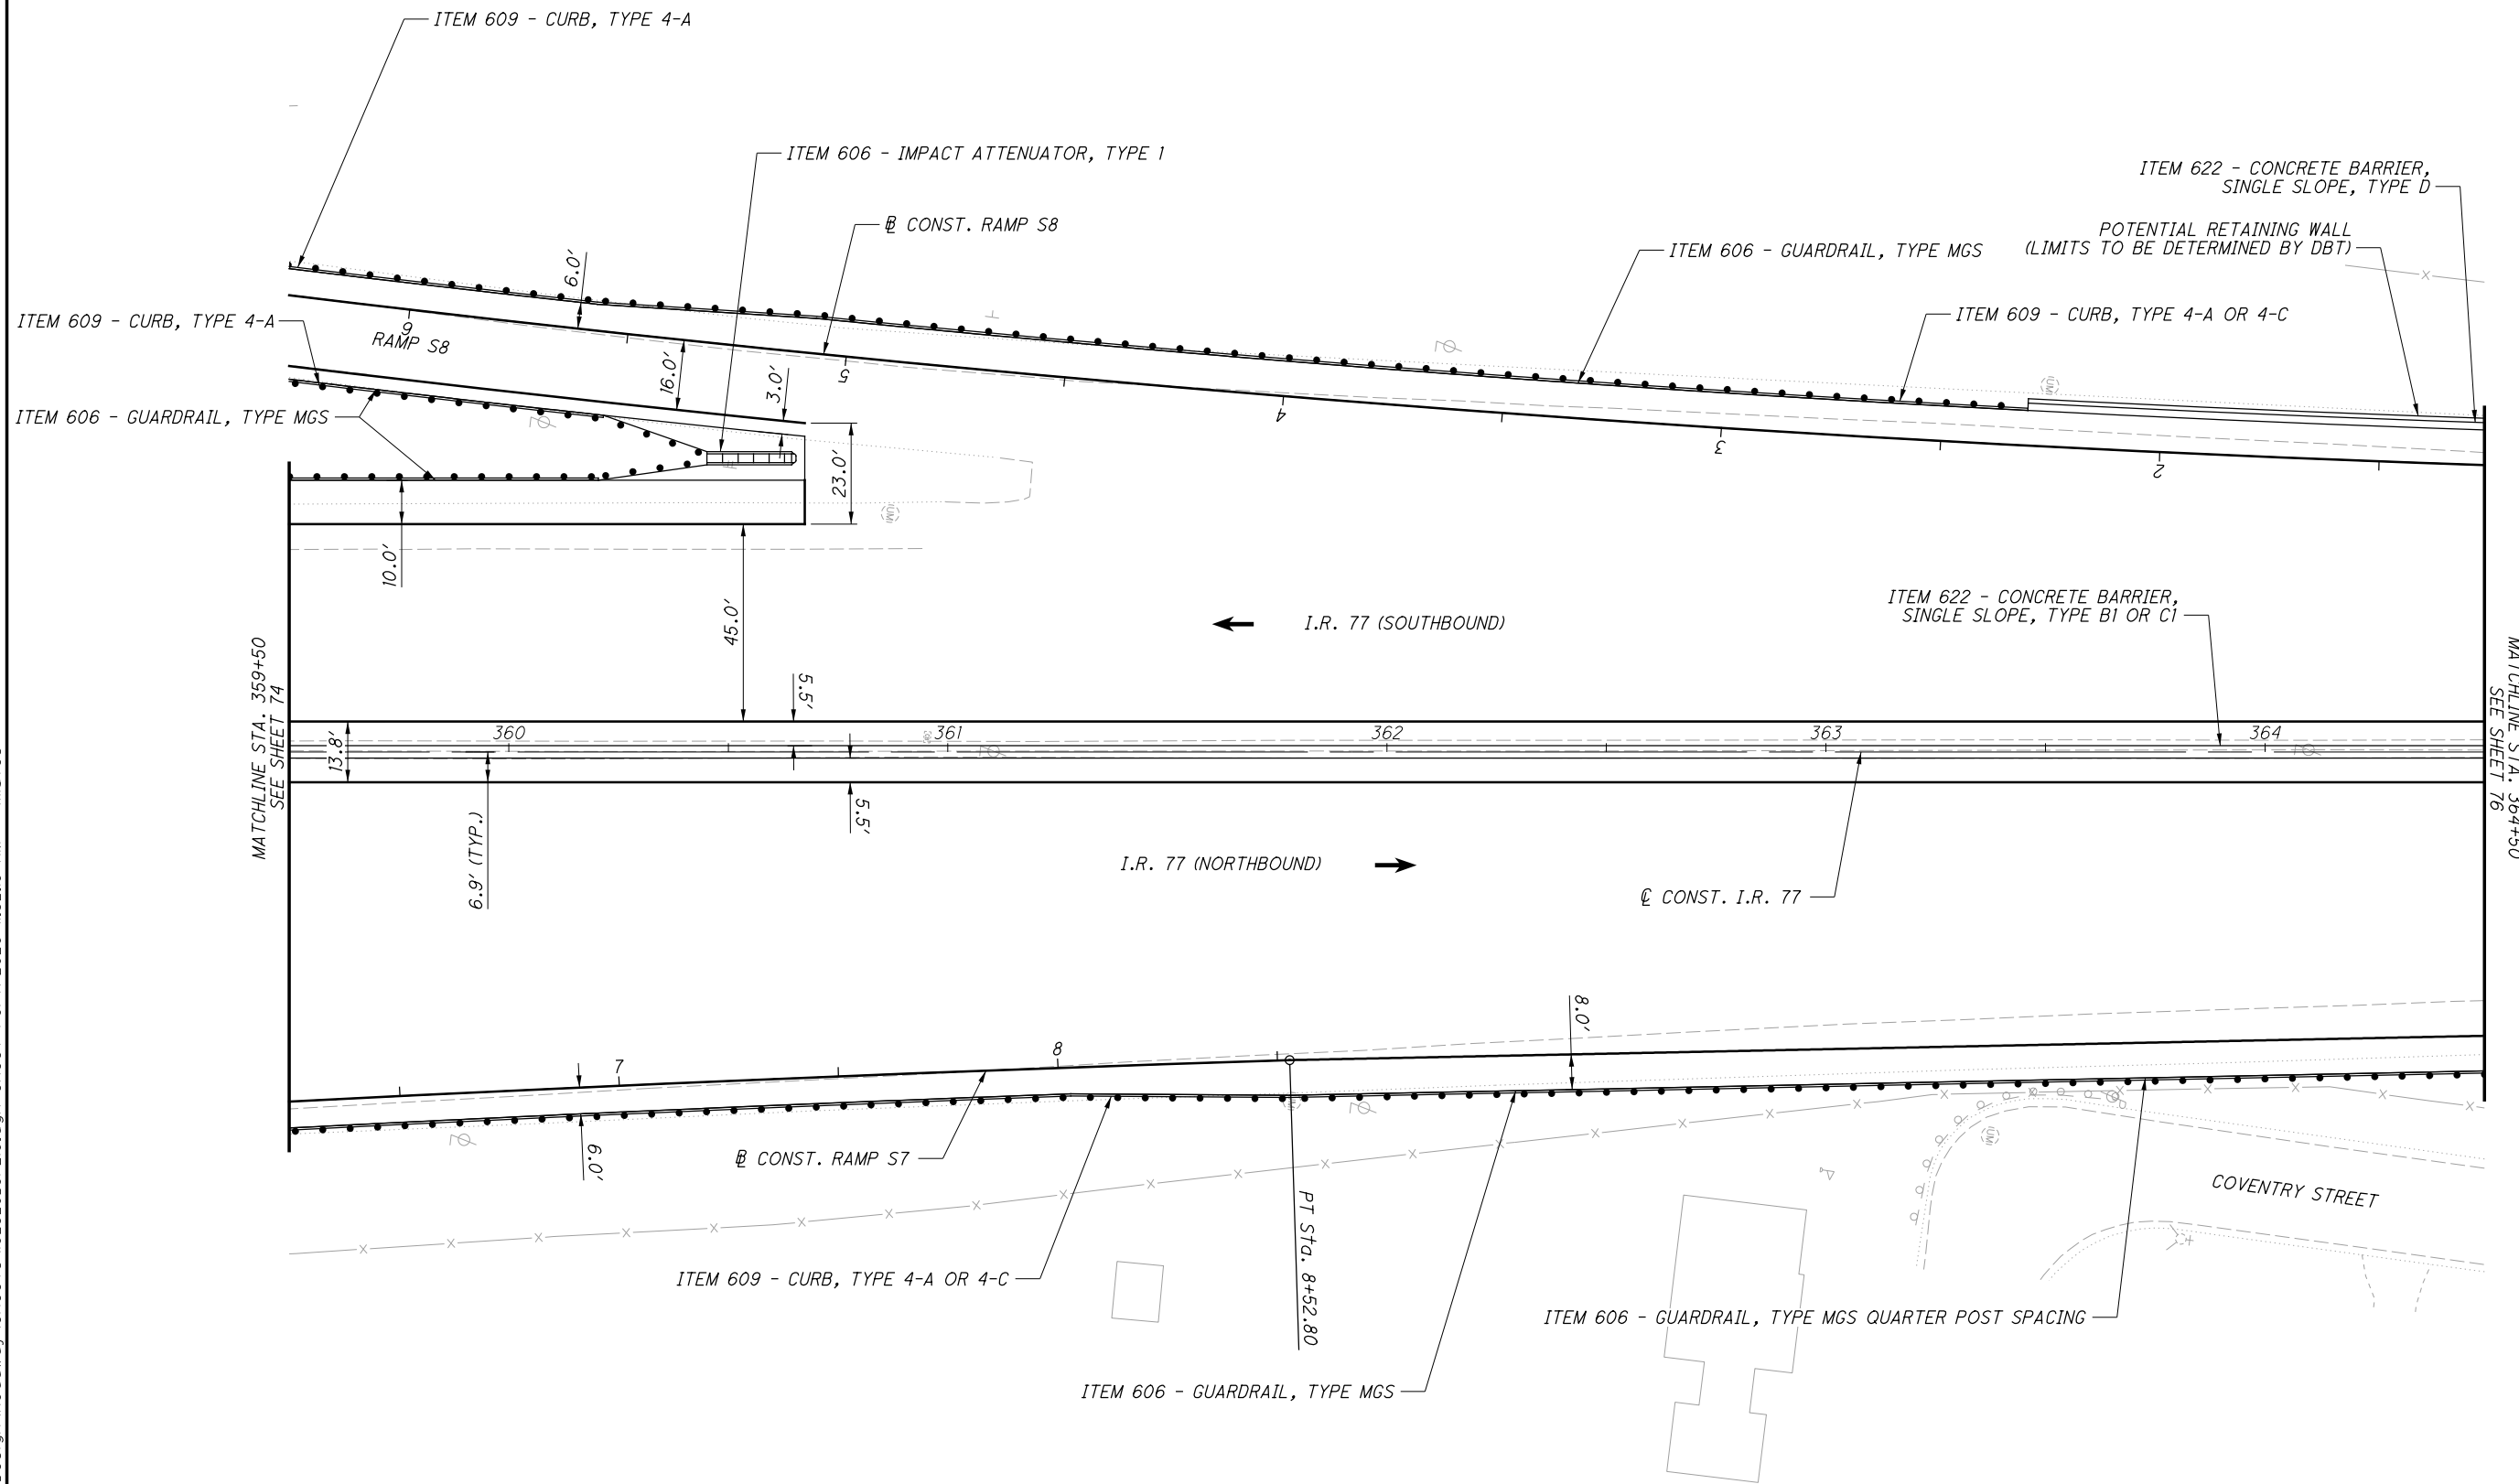 ITEM 609 - CURB, TYPE 4-A
ITEM 606 - IMPACT ATTENUATOR, TYPE 1
ITEM 622 - CONCRETE BARRIER,
SINGLE SLOPE, TYPE D
℄ CONST. RAMP S8
POTENTIAL RETAINING WALL
(LIMITS TO BE DETERMINED BY DBT)
ITEM 606 - GUARDRAIL, TYPE MGS
6.0'
ITEM 609 - CURB, TYPE 4-A OR 4-C
ITEM 609 - CURB, TYPE 4-A
6
RAMP S8
16.0'
3.0'
5
4
3
2
ITEM 606 - GUARDRAIL, TYPE MGS
23.0'
10.0'
45.0'
ITEM 622 - CONCRETE BARRIER,
SINGLE SLOPE, TYPE B1 OR C1
I.R. 77 (SOUTHBOUND)
MATCHLINE STA. 359+50
SEE SHEET 74
MATCHLINE STA. 364+50
SEE SHEET 76
5.5'
13.8'
360
361
362
363
364
5.5'
6.9' (TYP.)
I.R. 77 (NORTHBOUND)
℄ CONST. I.R. 77
8.0'
7
8
6.0'
℄ CONST. RAMP S7
PT Sta. 8+52.80
COVENTRY STREET
ITEM 609 - CURB, TYPE 4-A OR 4-C
ITEM 606 - GUARDRAIL, TYPE MGS QUARTER POST SPACING
ITEM 606 - GUARDRAIL, TYPE MGS